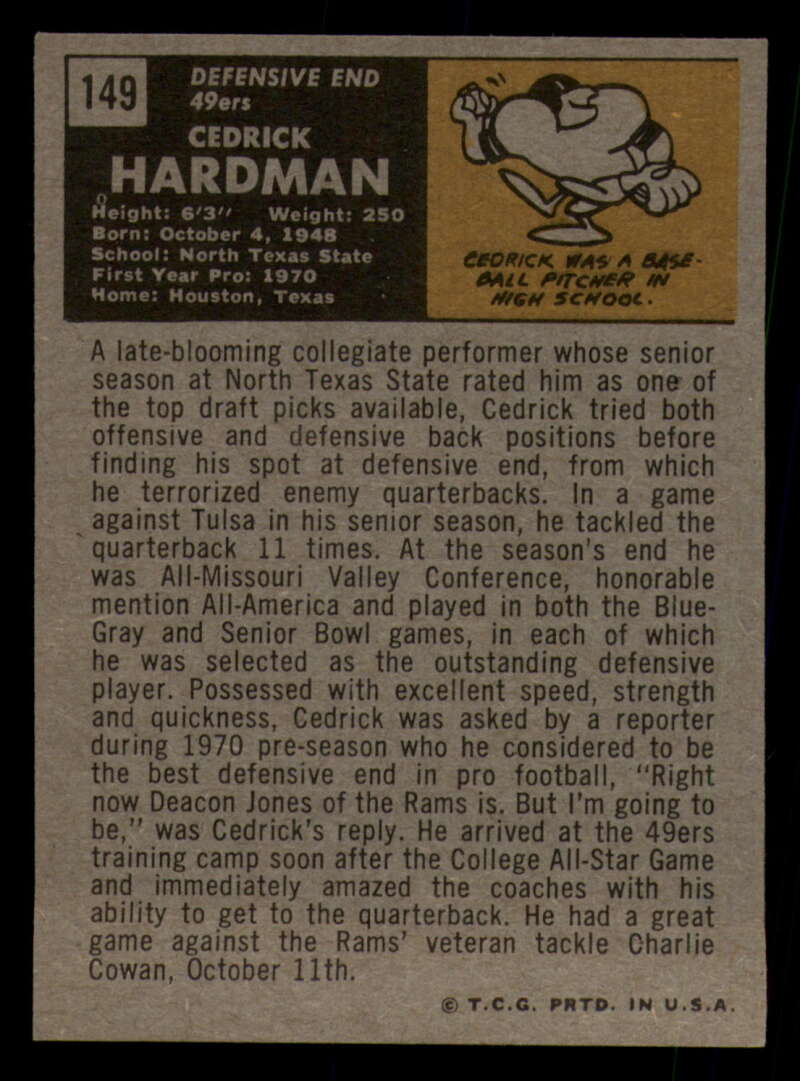 149
DEFENSIVE END
49ers
CEDRICK
HARDMAN
Height: 6'3" Weight: 250
Born: October 4, 1948
School: North Texas State
First Year Pro: 1970
Home: Houston, Texas
CEDRICK WAS A BASE-
BALL PITCHER IN
HIGH SCHOOL.
A late-blooming collegiate performer whose senior
season at North Texas State rated him as one of
the top draft picks available, Cedrick tried both
offensive and defensive back positions before
finding his spot at defensive end, from which
he terrorized enemy quarterbacks. In a game
against Tulsa in his senior season, he tackled the
quarterback 11 times. At the season's end he
was All-Missouri Valley Conference, honorable
mention All-America and played in both the Blue-
Gray and Senior Bowl games, in each of which
he was selected as the outstanding defensive
player. Possessed with excellent speed, strength
and quickness, Cedrick was asked by a reporter
during 1970 pre-season who he considered to be
the best defensive end in pro football, "Right
now Deacon Jones of the Rams is. But I'm going to
be," was Cedrick's reply. He arrived at the 49ers
training camp soon after the College All-Star Game
and immediately amazed the coaches with his
ability to get to the quarterback. He had a great
game against the Rams' veteran tackle Charlie
Cowan, October 11th.
© T.C.G. PRTD. IN U.S.A.